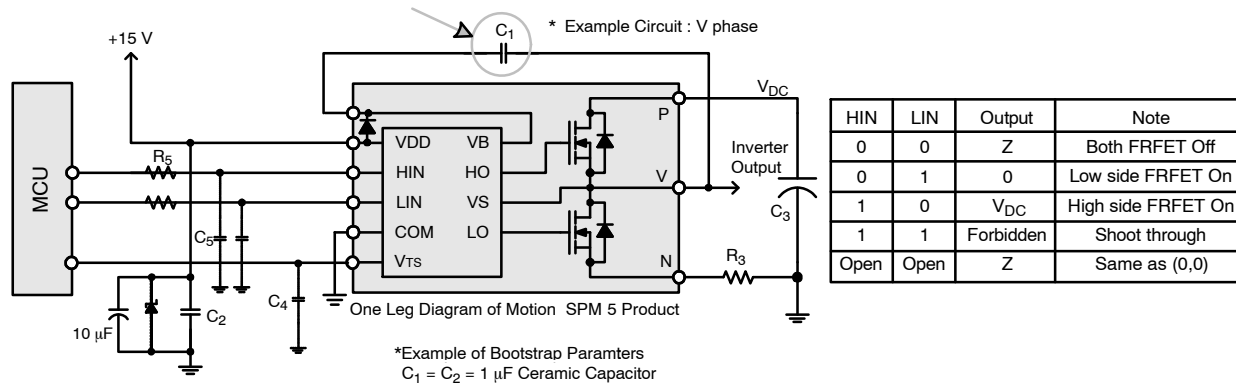 C1
* Example Circuit : V phase
+15 V
MCU
R5
C5
10 µF
C2
C4
VDD
HIN
LIN
COM
VTS
VB
HO
VS
LO
P
V
N
VDC
Inverter
Output
C3
R3
One Leg Diagram of Motion SPM 5 Product
*Example of Bootstrap Paramters
C1 = C2 = 1 µF Ceramic Capacitor
HIN LIN Output Note
0 0 Z Both FRFET Off
0 1 0 Low side FRFET On
1 0 VDC High side FRFET On
1 1 Forbidden Shoot through
Open Open Z Same as (0,0)